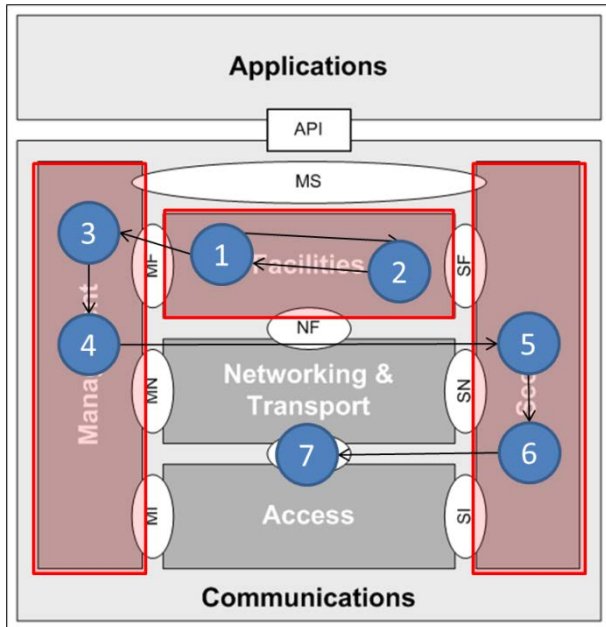 Applications
API
MS
3
1
2
MF
Facilities
SF
NF
4
5
MN
Networking &
Transport
SN
6
7
MI
Access
SI
Communications